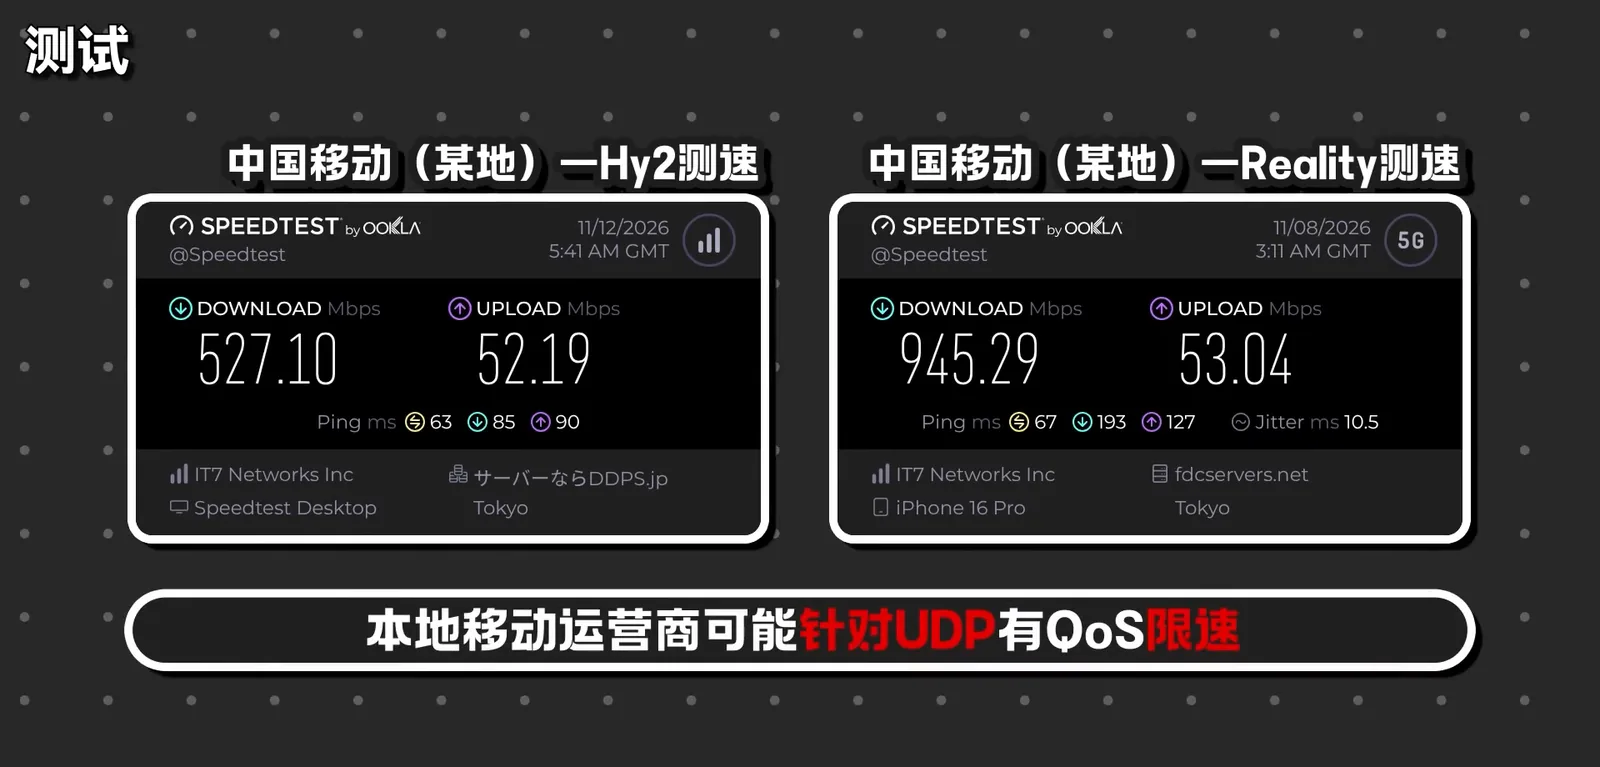 测试
中国移动（某地）—Hy2测速
SPEEDTEST by OOKLA
@Speedtest
11/12/2026
5:41 AM GMT
DOWNLOAD Mbps
527.10
UPLOAD Mbps
52.19
Ping ms 63 85 90
IT7 Networks Inc
Speedtest Desktop
サーバーならDDPS.jp
Tokyo
中国移动（某地）—Reality测速
SPEEDTEST by OOKLA
@Speedtest
11/08/2026
3:11 AM GMT
5G
DOWNLOAD Mbps
945.29
UPLOAD Mbps
53.04
Ping ms 67 193 127 Jitter ms 10.5
IT7 Networks Inc
iPhone 16 Pro
fdcservers.net
Tokyo
本地移动运营商可能针对UDP有QoS限速